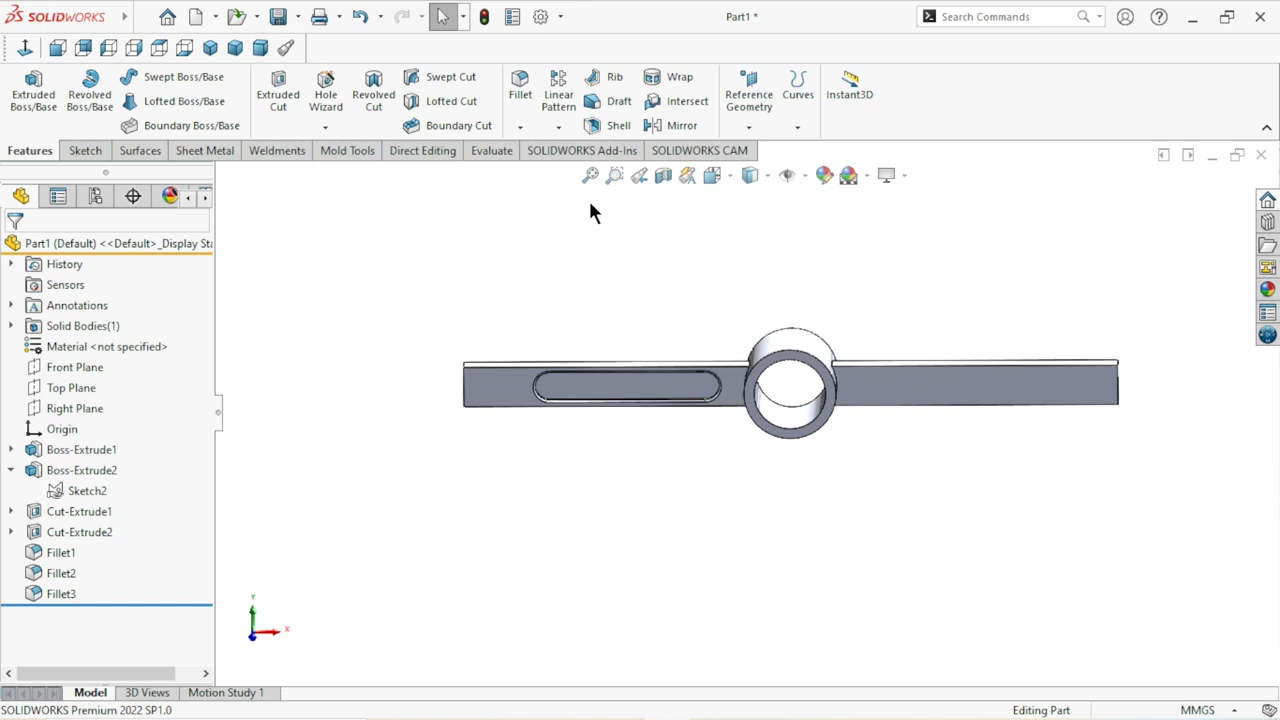 SOLIDWORKS
Part1 *
Search Commands
Extruded Boss/Base
Revolved Boss/Base
Swept Boss/Base
Lofted Boss/Base
Boundary Boss/Base
Extruded Cut
Hole Wizard
Revolved Cut
Swept Cut
Lofted Cut
Boundary Cut
Fillet
Linear Pattern
Rib
Draft
Shell
Wrap
Intersect
Mirror
Reference Geometry
Curves
Instant3D
Features
Sketch
Surfaces
Sheet Metal
Weldments
Mold Tools
Direct Editing
Evaluate
SOLIDWORKS Add-Ins
SOLIDWORKS CAM
Part1 (Default) <<Default>_Display Sta
History
Sensors
Annotations
Solid Bodies(1)
Material <not specified>
Front Plane
Top Plane
Right Plane
Origin
Boss-Extrude1
Boss-Extrude2
Sketch2
Cut-Extrude1
Cut-Extrude2
Fillet1
Fillet2
Fillet3
Y
X
Model
3D Views
Motion Study 1
SOLIDWORKS Premium 2022 SP1.0
Editing Part
MMGS